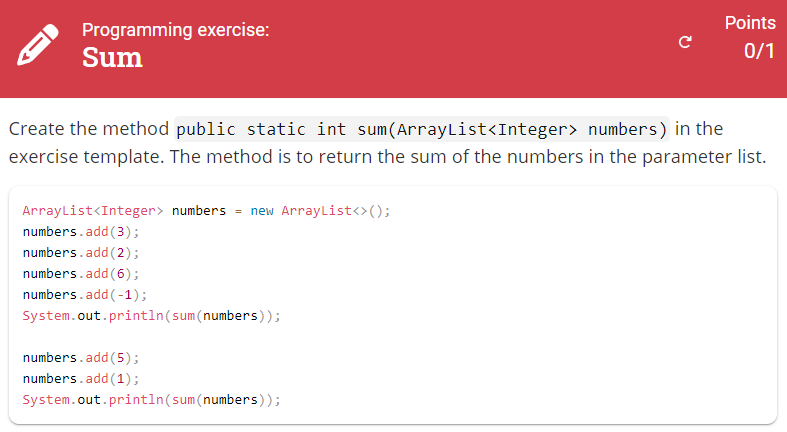 Programming exercise:
Sum
Points
0/1
Create the method public static int sum(ArrayList<Integer> numbers) in the
exercise template. The method is to return the sum of the numbers in the parameter list.
ArrayList<Integer> numbers = new ArrayList<>();
numbers.add(3);
numbers.add(2);
numbers.add(6);
numbers.add(-1);
System.out.println(sum(numbers));
numbers.add(5);
numbers.add(1);
System.out.println(sum(numbers));